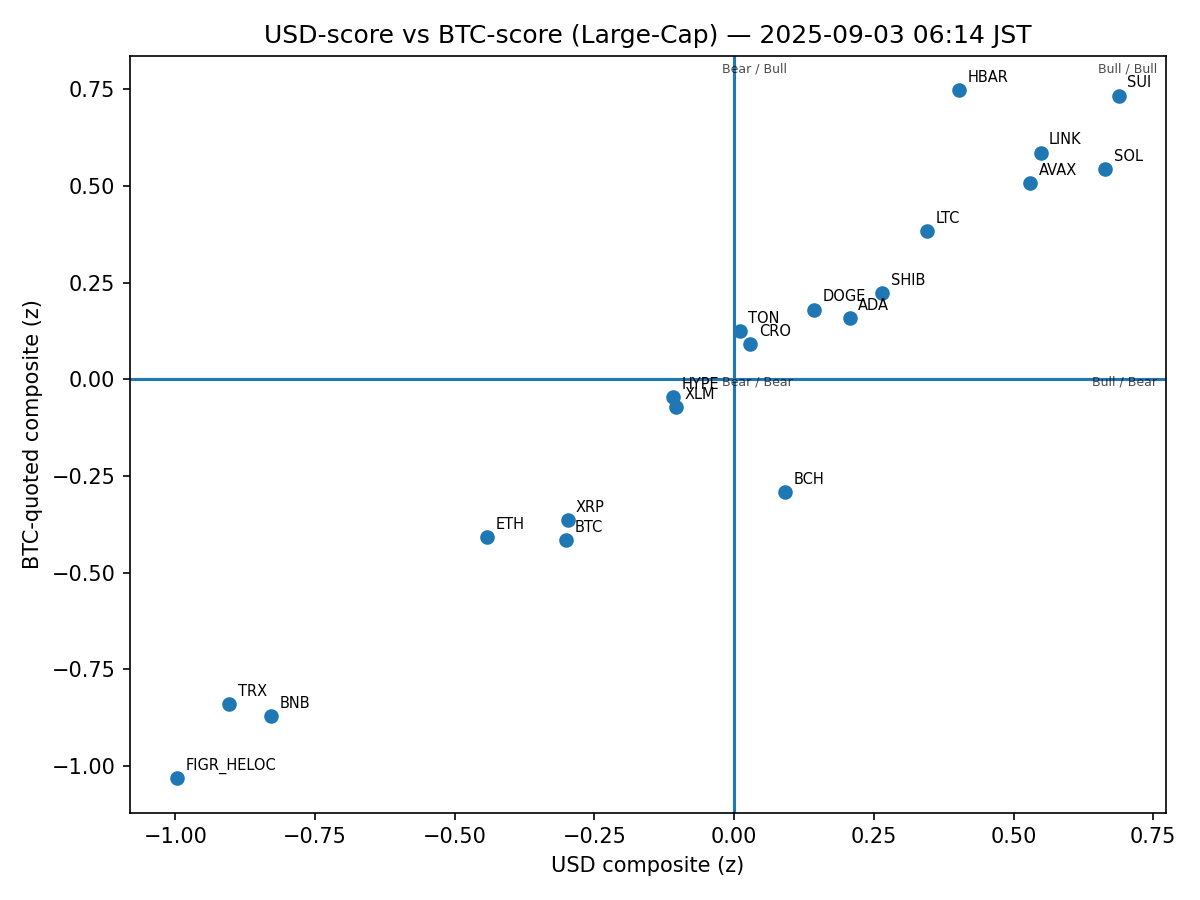 USD-score vs BTC-score (Large-Cap) — 2025-09-03 06:14 JST
Bear / Bull
Bull / Bull
HBAR
SUI
LINK
SOL
AVAX
LTC
SHIB
DOGE
ADA
TON
CRO
HYPE
Bear / Bear
Bull / Bear
XLM
BCH
XRP
ETH
BTC
TRX
BNB
FIGR_HELOC
0.75
0.50
0.25
0.00
−0.25
−0.50
−0.75
−1.00
BTC-quoted composite (z)
−1.00
−0.75
−0.50
−0.25
0.00
0.25
0.50
0.75
USD composite (z)